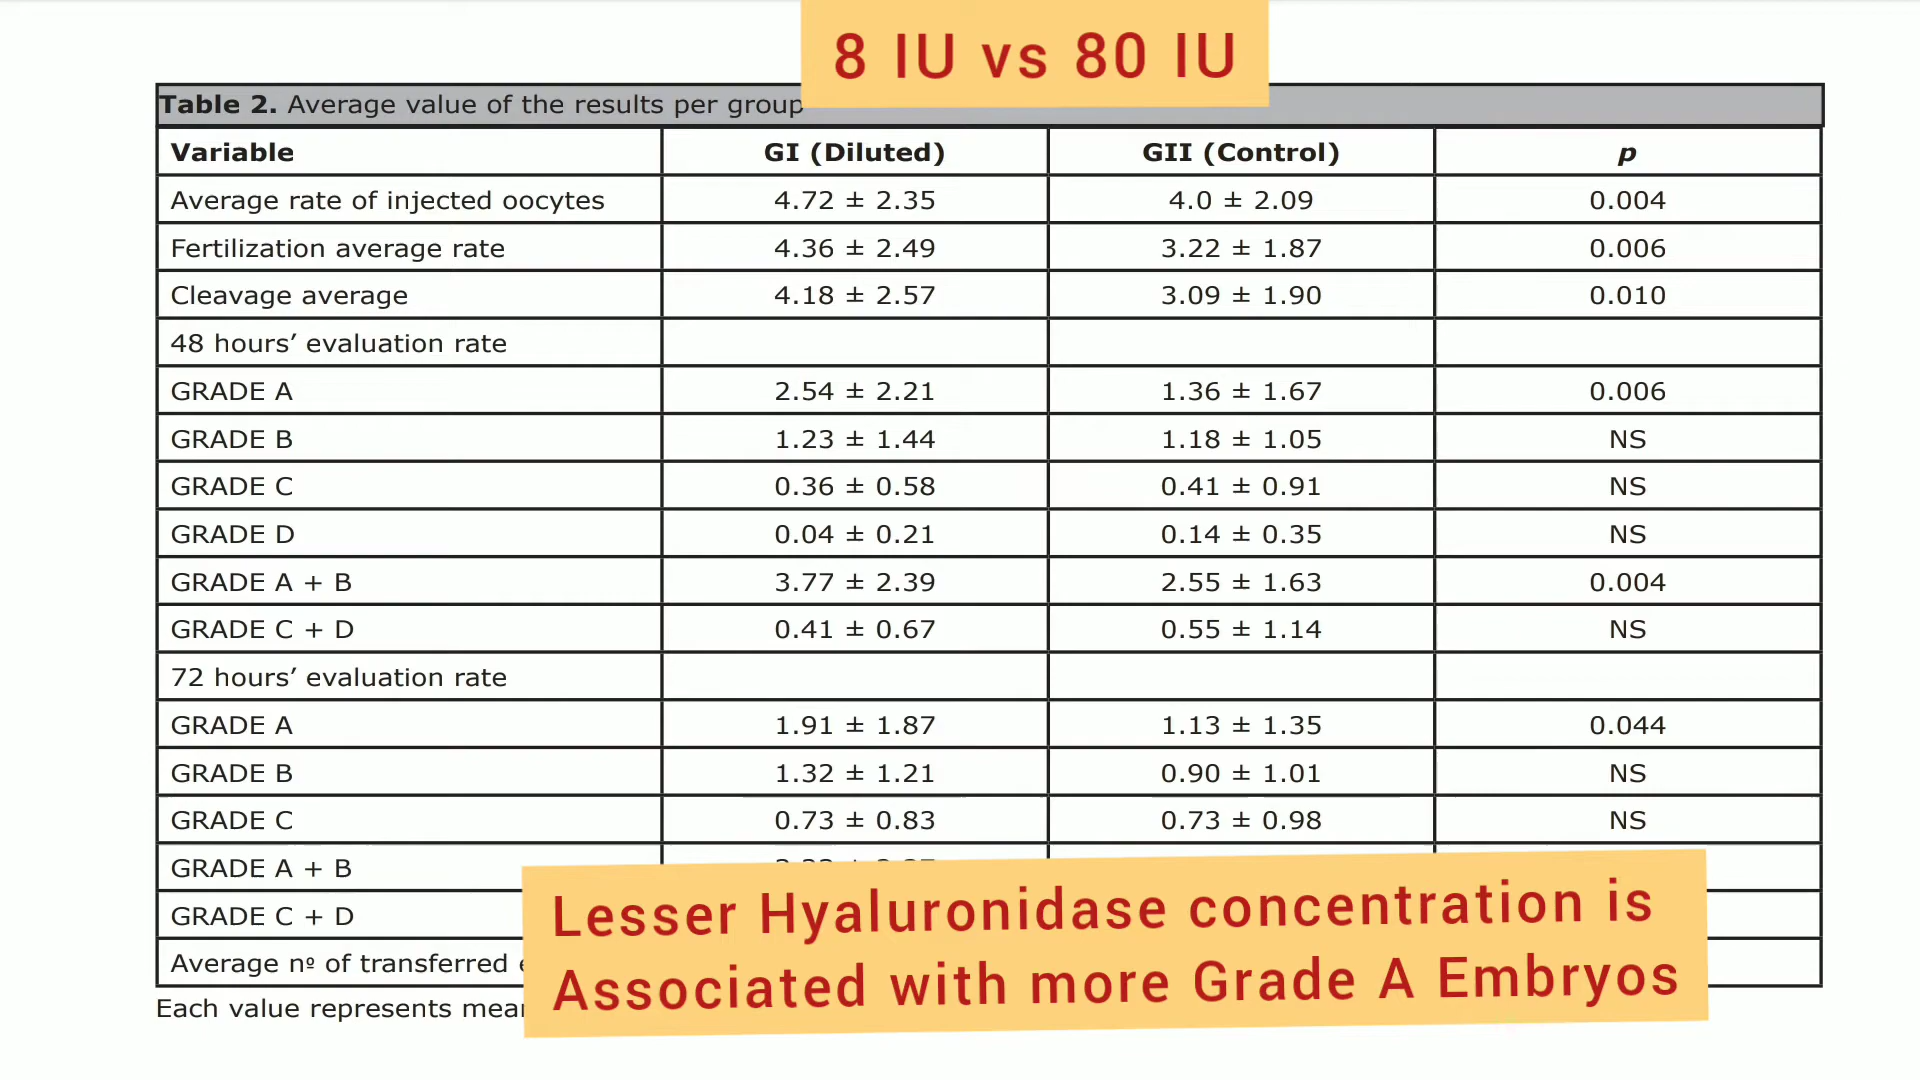 8 IU vs 80 IU
Table 2. Average value of the results per group
Variable GI (Diluted) GII (Control) p
Average rate of injected oocytes 4.72 ± 2.35 4.0 ± 2.09 0.004
Fertilization average rate 4.36 ± 2.49 3.22 ± 1.87 0.006
Cleavage average 4.18 ± 2.57 3.09 ± 1.90 0.010
48 hours’ evaluation rate
GRADE A 2.54 ± 2.21 1.36 ± 1.67 0.006
GRADE B 1.23 ± 1.44 1.18 ± 1.05 NS
GRADE C 0.36 ± 0.58 0.41 ± 0.91 NS
GRADE D 0.04 ± 0.21 0.14 ± 0.35 NS
GRADE A + B 3.77 ± 2.39 2.55 ± 1.63 0.004
GRADE C + D 0.41 ± 0.67 0.55 ± 1.14 NS
72 hours’ evaluation rate
GRADE A 1.91 ± 1.87 1.13 ± 1.35 0.044
GRADE B 1.32 ± 1.21 0.90 ± 1.01 NS
GRADE C 0.73 ± 0.83 0.73 ± 0.98 NS
GRADE A + B
GRADE C + D
Average nº of transferred
Each value represents
Lesser Hyaluronidase concentration is
Associated with more Grade A Embryos